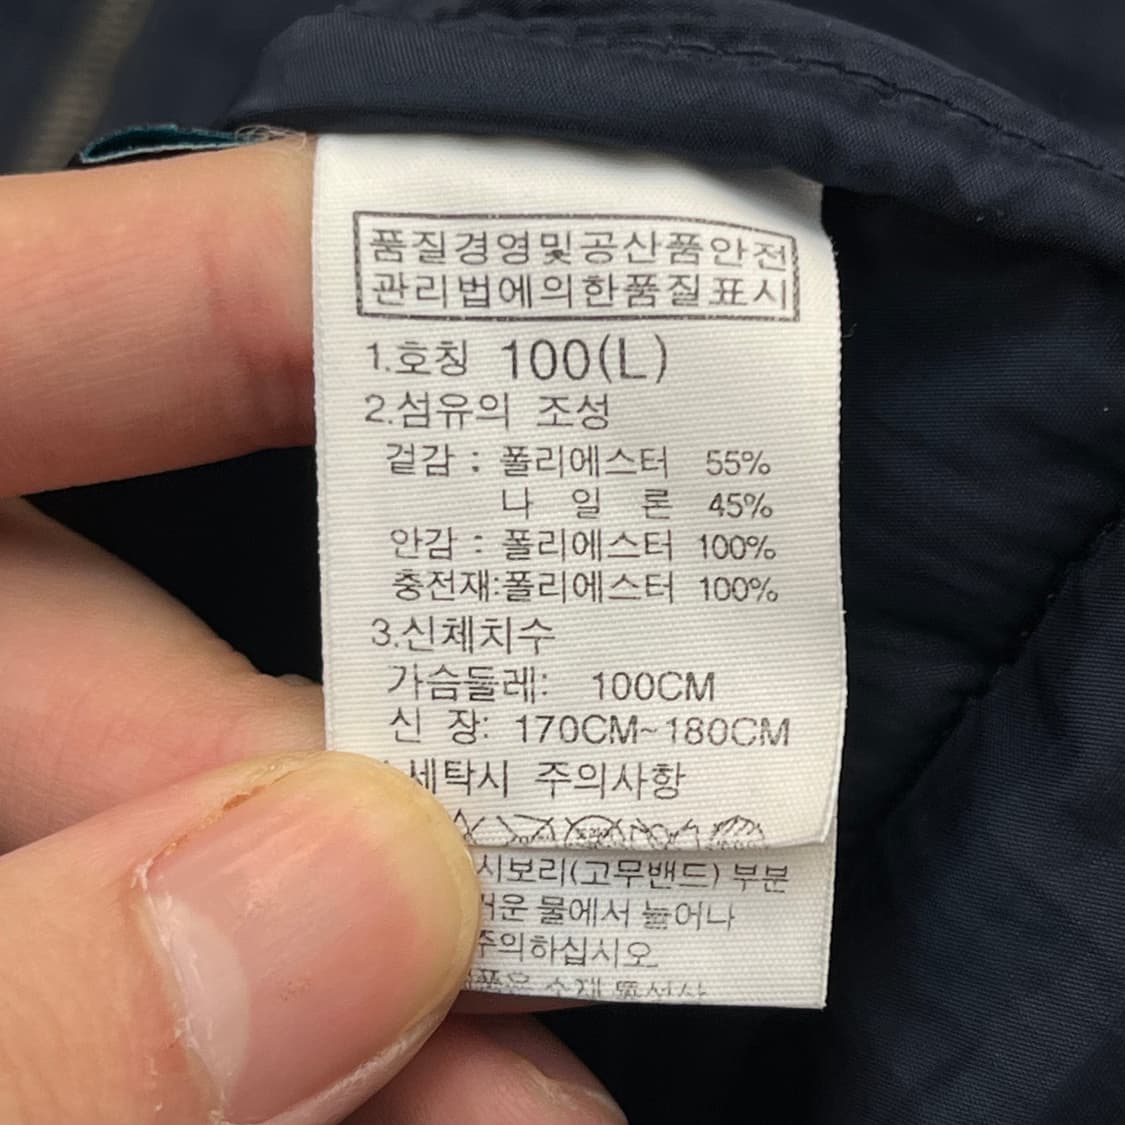 품질경영및공산품안전
관리법에의한품질표시
1.호칭 100(L)
2.섬유의 조성
겉감 : 폴리에스터 55%
나 일 론 45%
안감 : 폴리에스터 100%
충전재:폴리에스터 100%
3.신체치수
가슴둘레: 100CM
신 장: 170CM~180CM
세탁시 주의사항
시보리(고무밴드) 부분
물에서 늘어나
주의하십시오